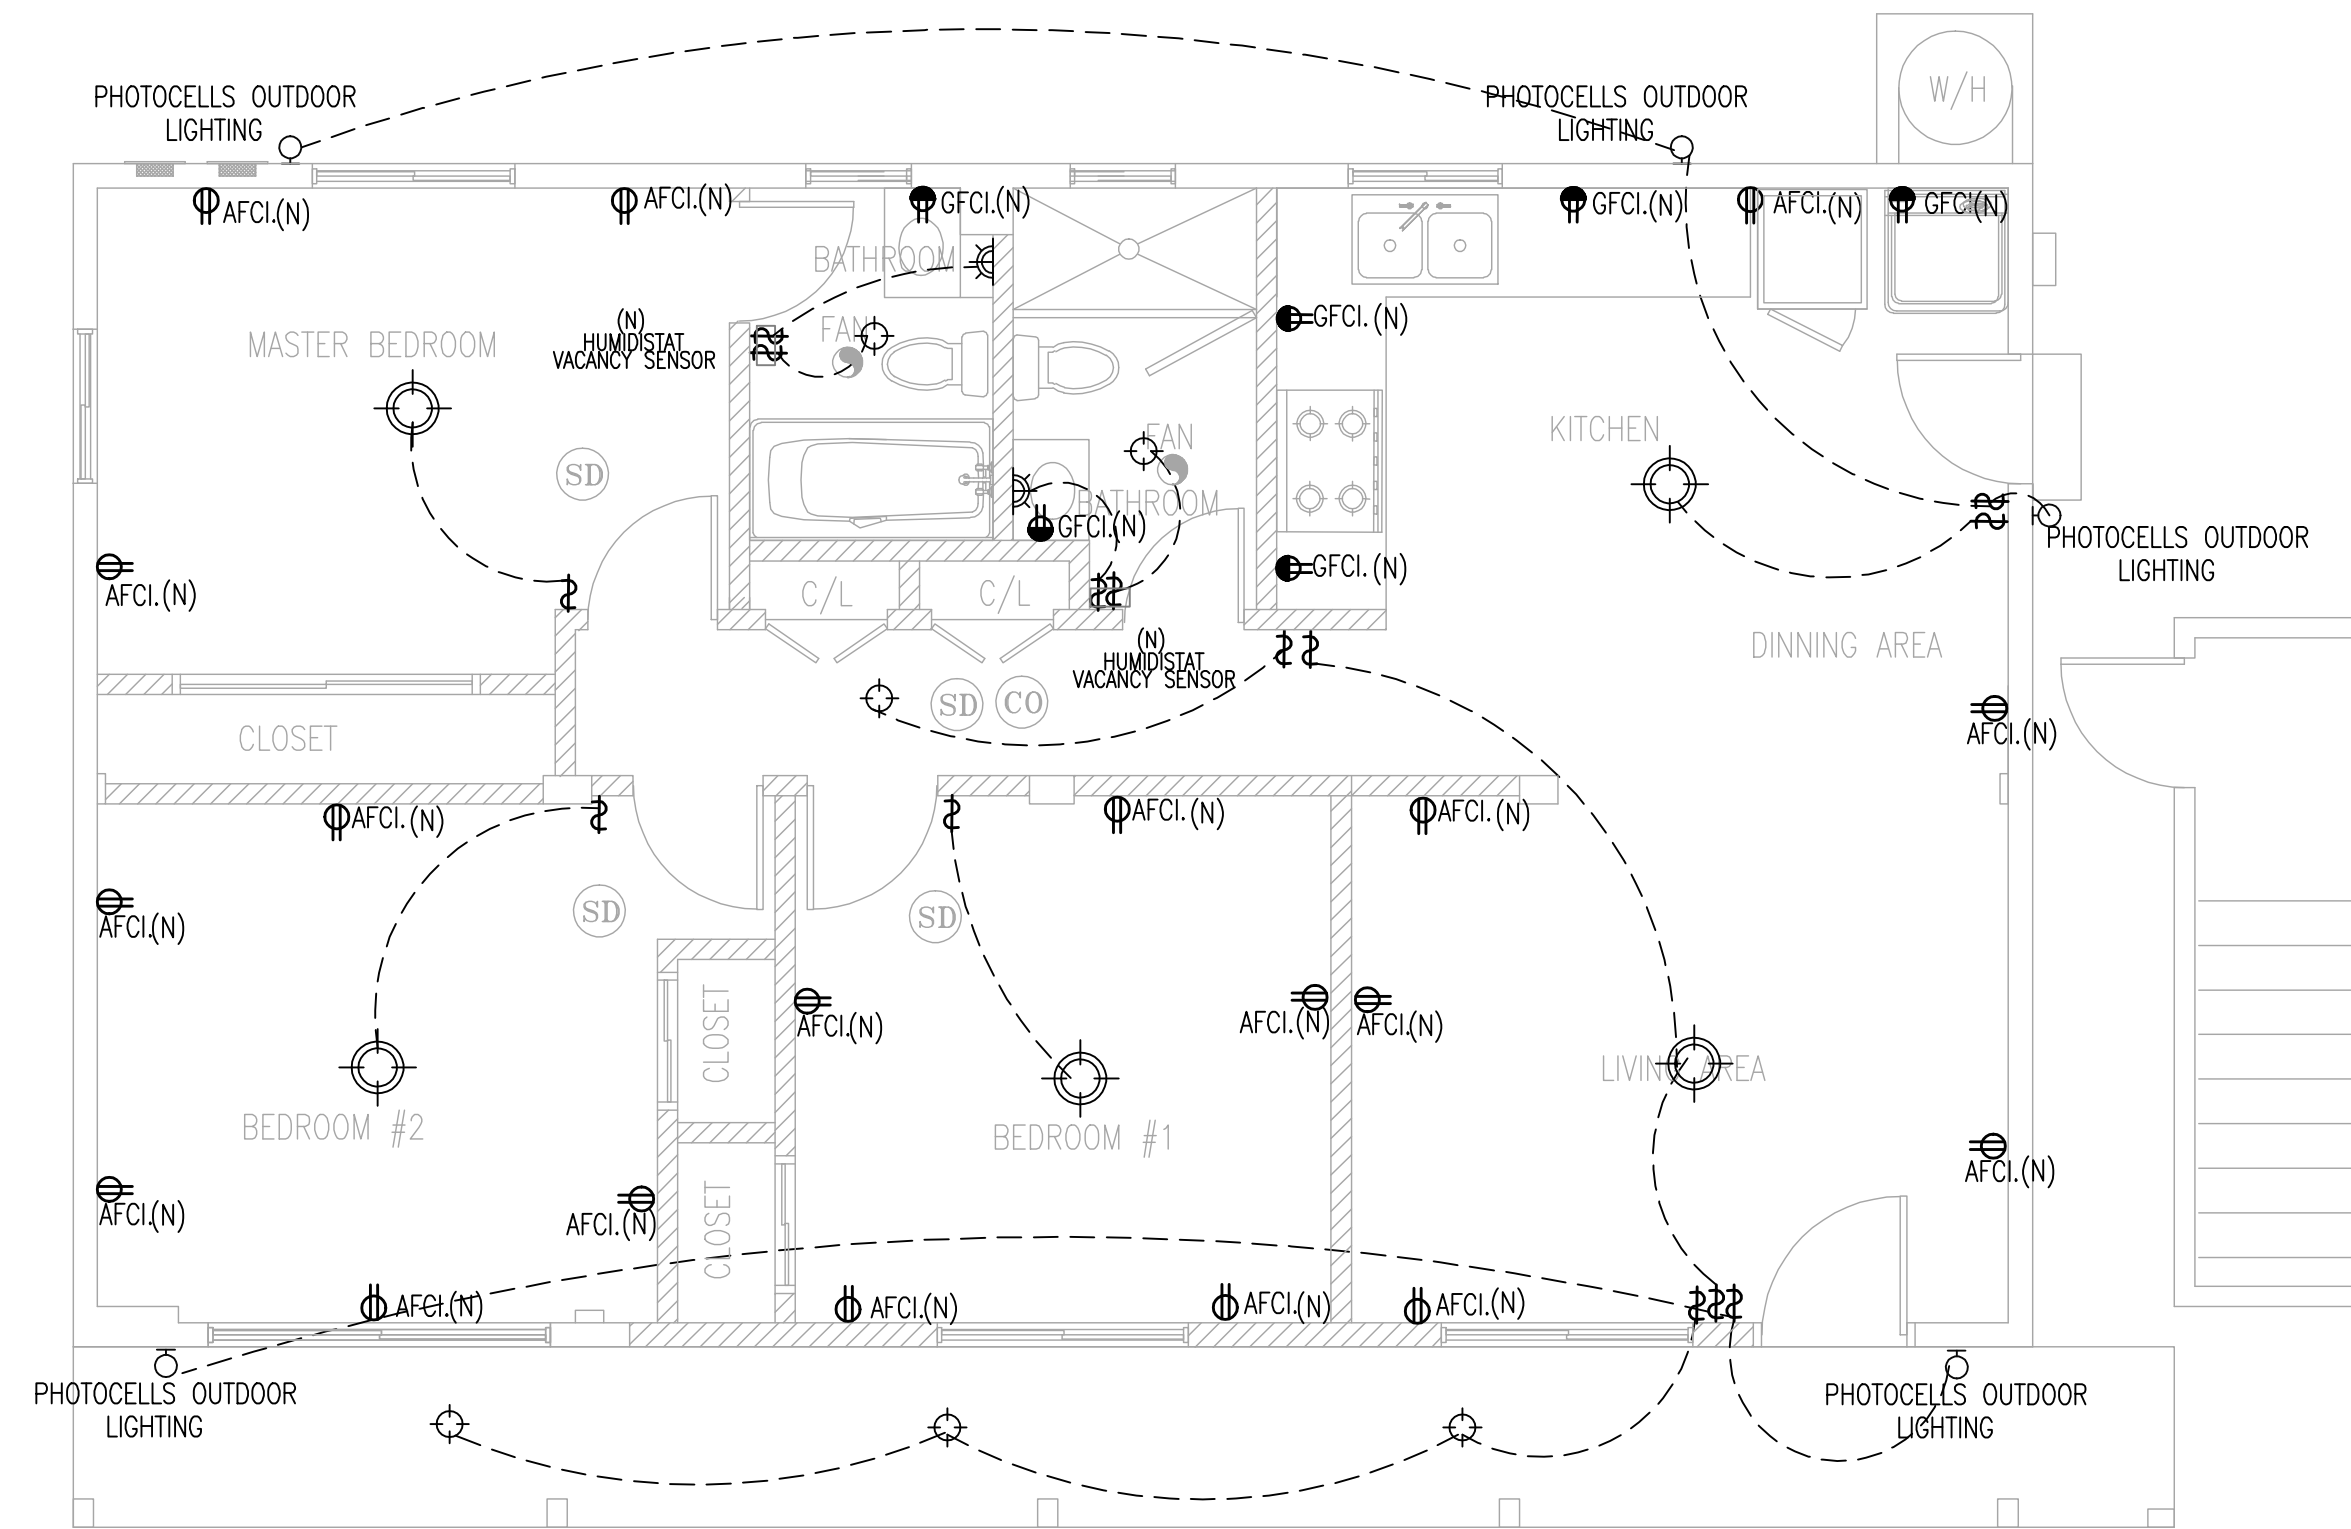 W/H
PHOTOCELLS OUTDOOR
LIGHTING
PHOTOCELLS OUTDOOR
LIGHTING
AFCI.(N)
AFCI.(N)
GFCI.(N)
GFCI.(N)
AFCI.(N)
GFCI.(N)
BATHROOM
(N)
HUMIDISTAT
VACANCY SENSOR
FAN
GFCI.(N)
MASTER BEDROOM
KITCHEN
FAN
SD
BATHROOM
GFCI.(N)
PHOTOCELLS OUTDOOR
LIGHTING
GFCI.(N)
AFCI.(N)
C/L
C/L
(N)
HUMIDISTAT
VACANCY SENSOR
DINNING AREA
SD
CO
CLOSET
AFCI.(N)
AFCI.(N)
AFCI.(N)
AFCI.(N)
SD
SD
AFCI.(N)
CLOSET
AFCI.(N)
AFCI.(N)
AFCI.(N)
LIVING AREA
BEDROOM #2
BEDROOM #1
AFCI.(N)
AFCI.(N)
AFCI.(N)
CLOSET
AFCI.(N)
AFCI.(N)
AFCI.(N)
AFCI.(N)
PHOTOCELLS OUTDOOR
LIGHTING
PHOTOCELLS OUTDOOR
LIGHTING